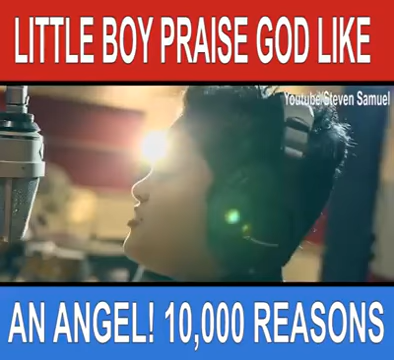 LITTLE BOY PRAISE GOD LIKE
Youtube/Steven Samuel
AN ANGEL! 10,000 REASONS